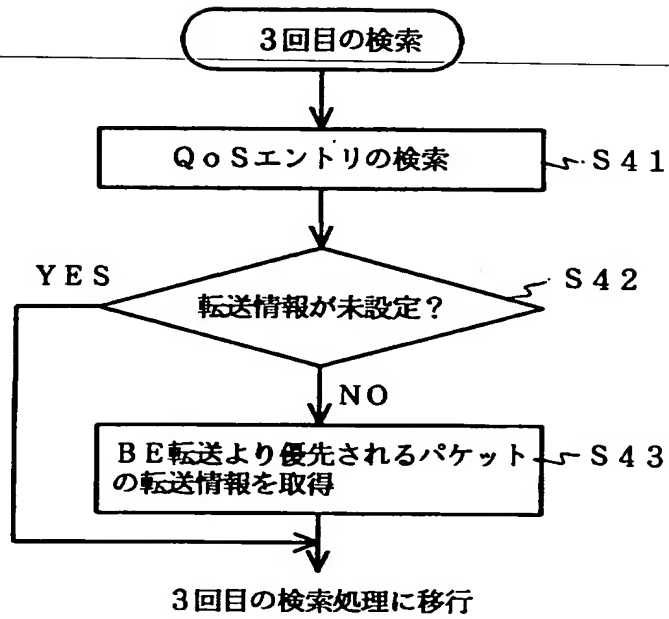 3回目の検索
QoSエントリの検索
S41
YES
S42
転送情報が未設定?
NO
BE転送より優先されるパケット
の転送情報を取得
S43
3回目の検索処理に移行